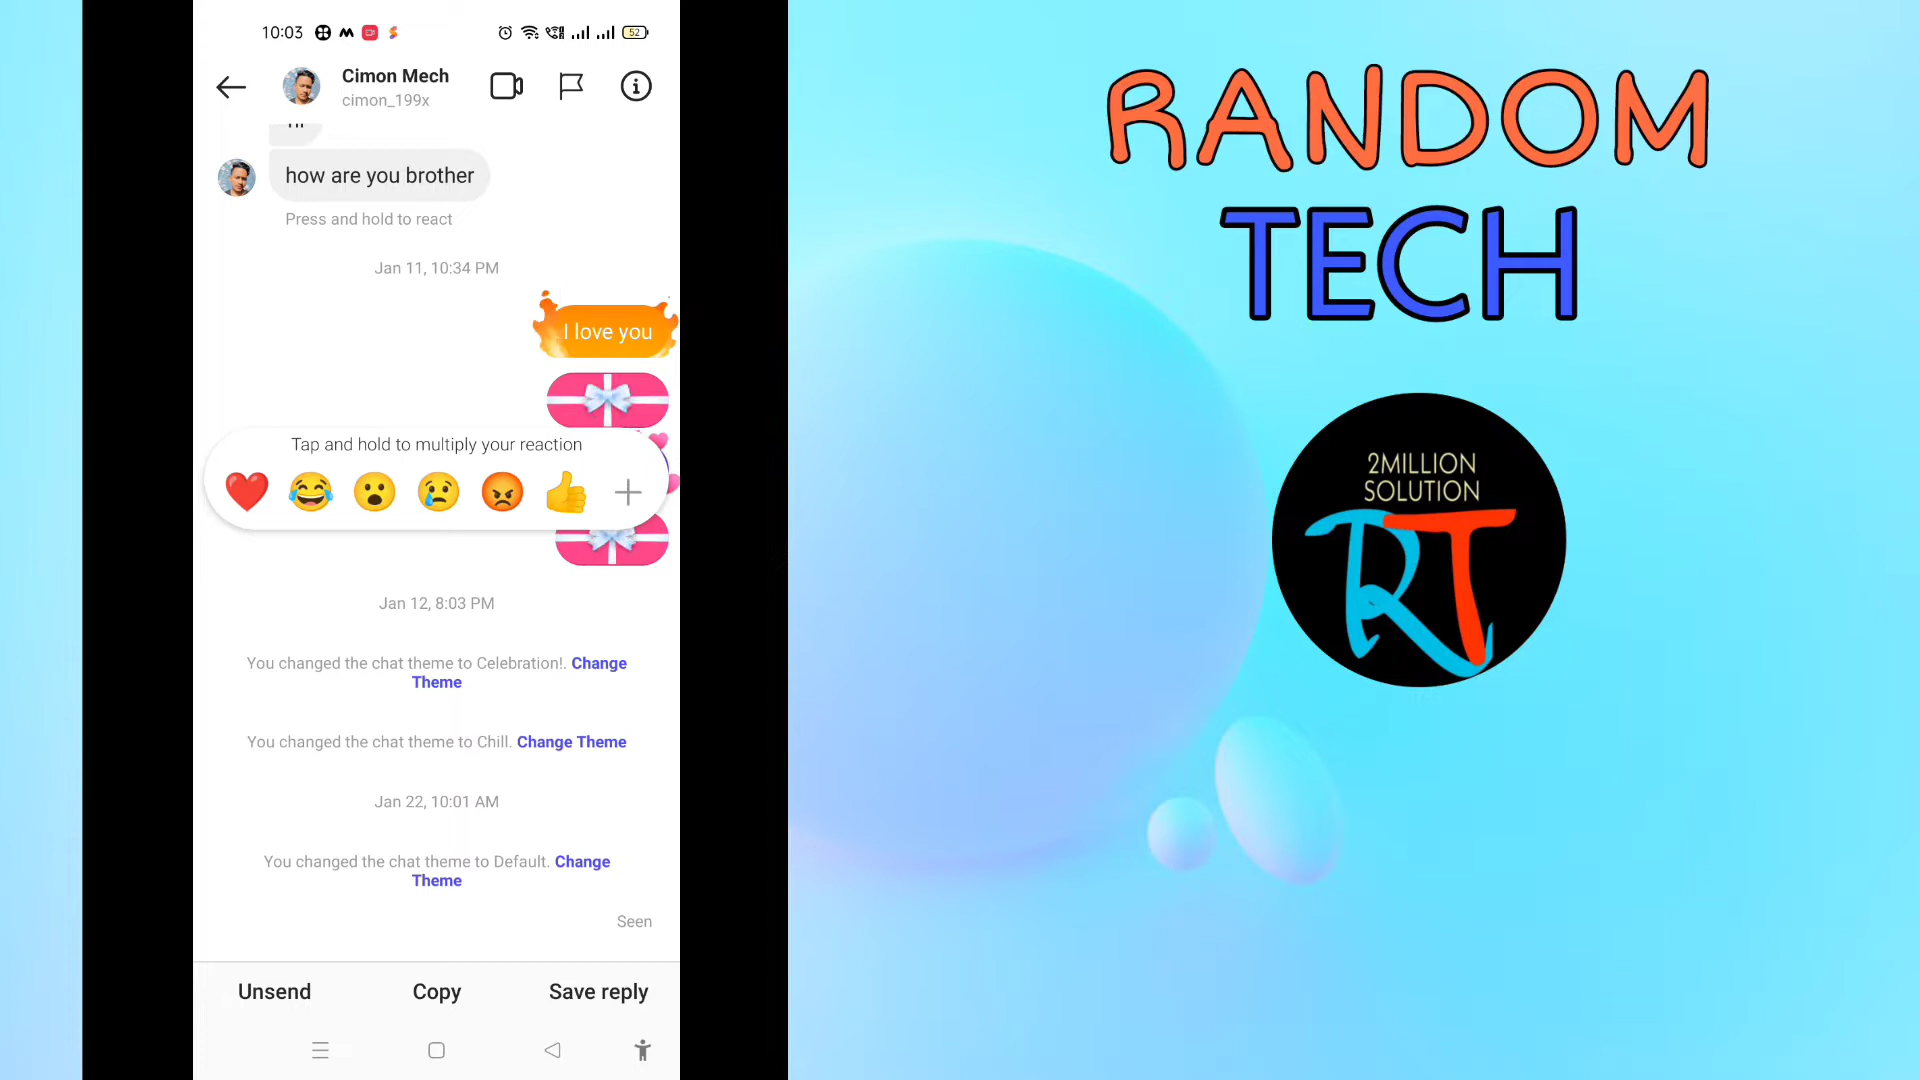 10:03
52
Cimon Mech
cimon_199x
how are you brother
Press and hold to react
Jan 11, 10:34 PM
I love you
Tap and hold to multiply your reaction
Jan 12, 8:03 PM
You changed the chat theme to Celebration!. Change
Theme
You changed the chat theme to Chill. Change Theme
Jan 22, 10:01 AM
You changed the chat theme to Default. Change
Theme
Seen
Unsend Copy Save reply
RANDOM
TECH
2MILLION
SOLUTION
RT